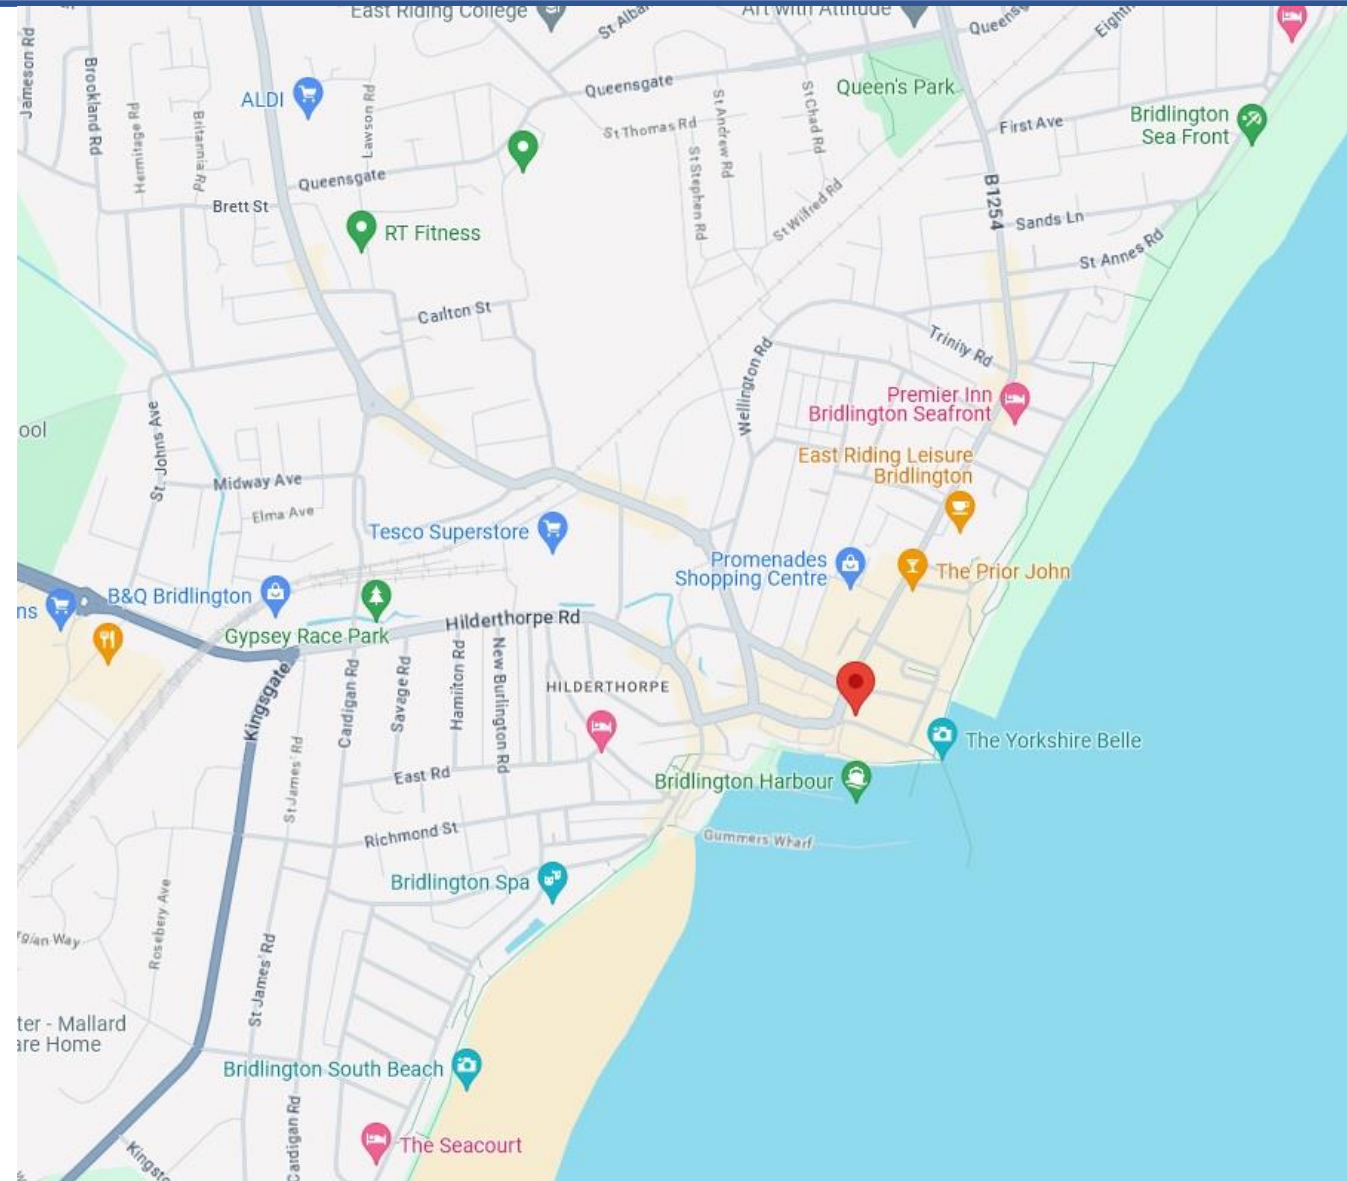 East Riding College
Art with Attitude
St Alba
Queensg
Eighth
Jameson Rd
Brookland Rd
Hermitage Rd
Britannia Rd
Lawson Rd
ALDI
Queensgate
St Thomas Rd
St Andrew Rd
St Chad Rd
Queen's Park
First Ave
Bridlington
Sea Front
St Stephen Rd
Queensgate
Brett St
RT Fitness
St Wilfred Rd
B1254
Sands Ln
St Annes Rd
Carlton St
Trinity Rd
Wellington Rd
Premier Inn
Bridlington Seafront
ool
St. Johns Ave
Midway Ave
Elma Ave
East Riding Leisure
Bridlington
Tesco Superstore
Promenades
Shopping Centre
The Prior John
ns
B&Q Bridlington
Gypsey Race Park
Hilderthorpe Rd
Kingsgate
Cardigan Rd
Savage Rd
Hamilton Rd
New Burlington Rd
HILDERTHORPE
The Yorkshire Belle
St James' Rd
East Rd
Bridlington Harbour
Richmond St
Gummers Wharf
Bridlington Spa
Rosebery Ave
rgian Way
St James' Rd
ter - Mallard
are Home
Bridlington South Beach
Cardigan Rd
The Seacourt
Kingsto